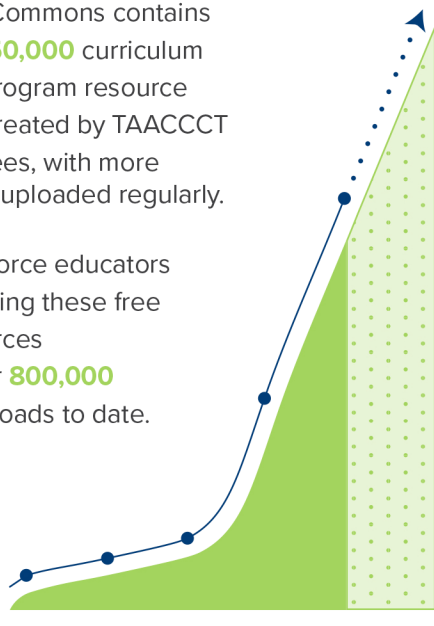 Commons contains
0,000 curriculum
rogram resource
reated by TAACCCT
ees, with more
uploaded regularly.
orce educators
ing these free
rces
800,000
oads to date.